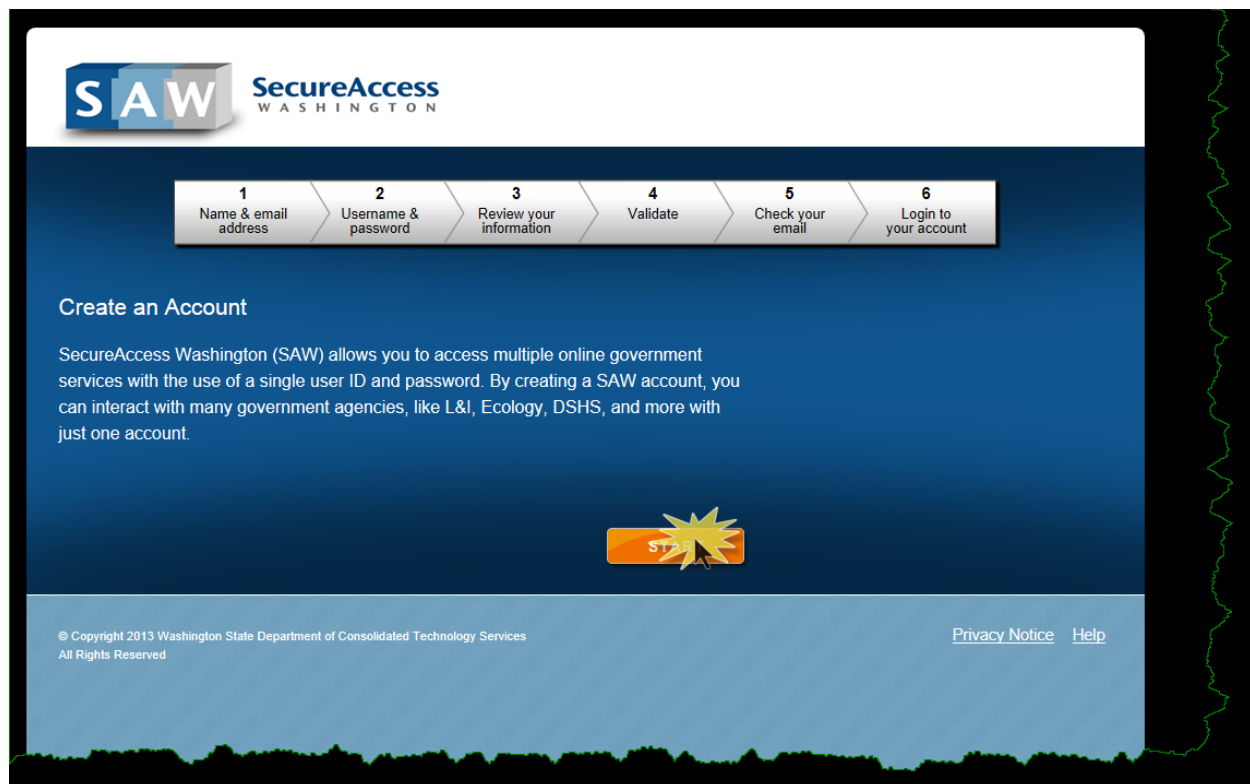 SAW
SecureAccess
WASHINGTON
1
Name & email
address
2
Username &
password
3
Review your
information
4
Validate
5
Check your
email
6
Login to
your account
Create an Account
SecureAccess Washington (SAW) allows you to access multiple online government
services with the use of a single user ID and password. By creating a SAW account, you
can interact with many government agencies, like L&I, Ecology, DSHS, and more with
just one account.
START
© Copyright 2013 Washington State Department of Consolidated Technology Services
All Rights Reserved
Privacy Notice Help